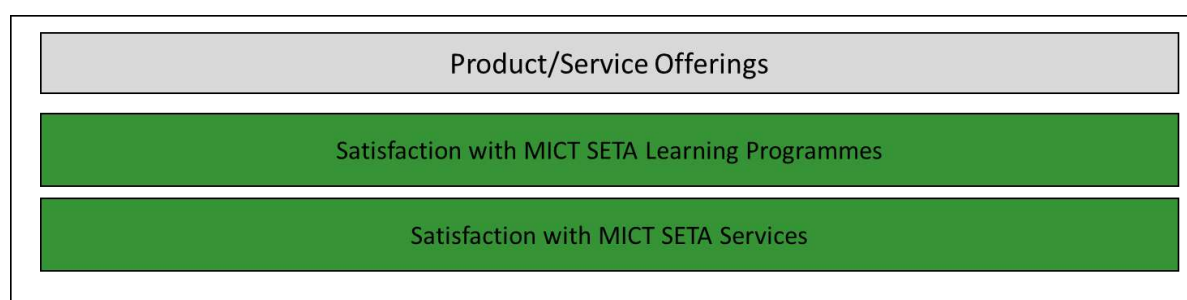 Product/Service Offerings
Satisfaction with MICT SETA Learning Programmes
Satisfaction with MICT SETA Services